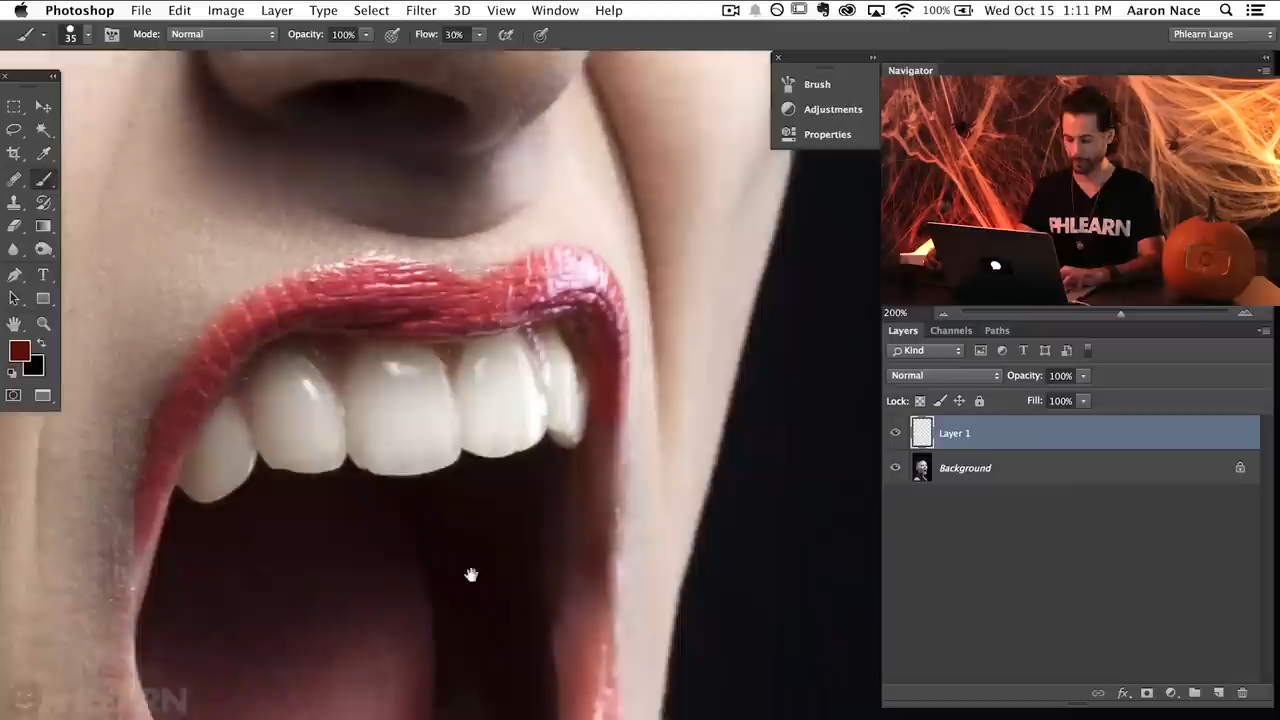 Photoshop File Edit Image Layer Type Select Filter 3D View Window Help 100% Wed Oct 15 1:11 PM Aaron Nace
35 Mode: Normal Opacity: 100% Flow: 30% Phlearn Large
Navigator
Brush
Adjustments
Properties
PHLEARN
200%
Layers Channels Paths
Kind
Normal Opacity: 100%
Lock: Fill: 100%
Layer 1
Background
PHLEARN